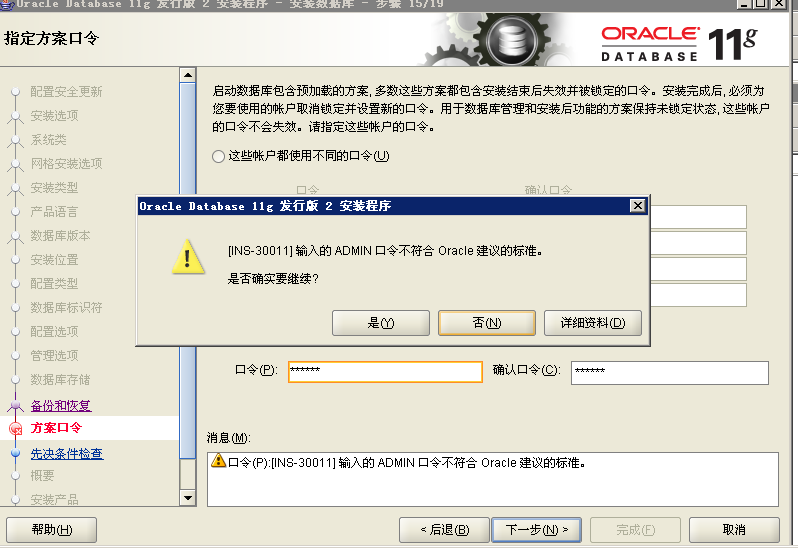 Oracle Database 11g 发行版 2 安装程序 - 安装数据库 - 步骤 15/19
指定方案口令
ORACLE
DATABASE 11g
配置安全更新
安装选项
系统类
网格安装选项
安装类型
产品语言
数据库版本
安装位置
配置类型
数据库标识符
配置选项
管理选项
数据库存储
备份和恢复
方案口令
先决条件检查
概要
安装产品
启动数据库包含预加载的方案, 多数这些方案都包含安装结束后失效并被锁定的口令。安装完成后, 必须为
您要使用的帐户取消锁定并设置新的口令。用于数据库管理和安装后功能的方案保持未锁定状态, 这些帐户
的口令不会失效。请指定这些帐户的口令。
这些帐户都使用不同的口令(U)
口令 确认口令
Oracle Database 11g 发行版 2 安装程序
[INS-30011] 输入的 ADMIN 口令不符合 Oracle 建议的标准。
是否确实要继续?
是(Y) 否(N) 详细资料(D)
口令(P): ****** 确认口令(C): ******
消息(M):
口令(P):[INS-30011] 输入的 ADMIN 口令不符合 Oracle 建议的标准。
帮助(H) < 后退(B) 下一步(N) > 完成(F) 取消